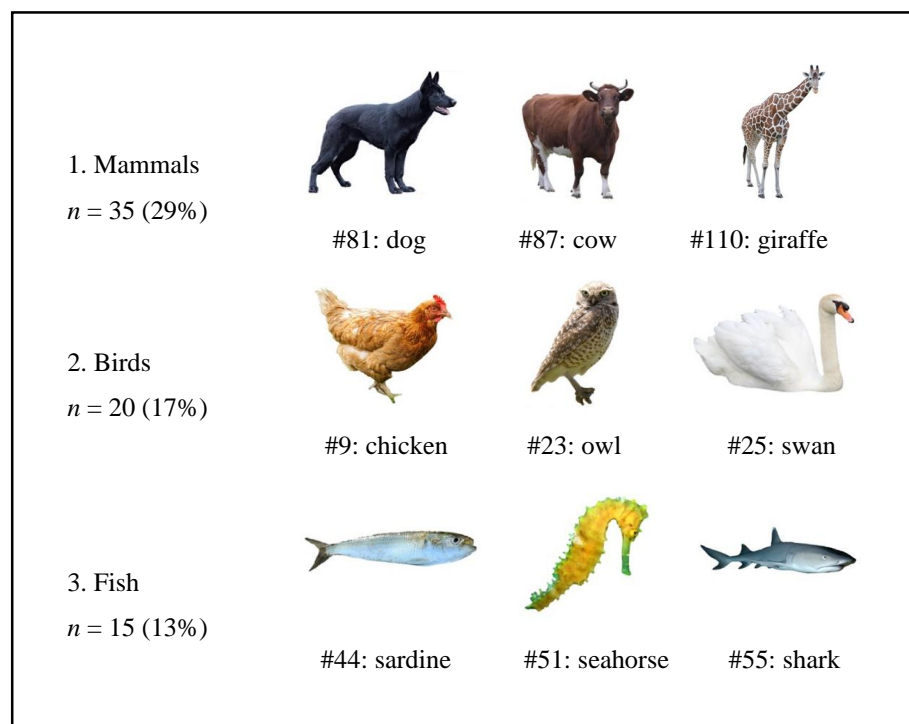 1. Mammals
n = 35 (29%)
#81: dog
#87: cow
#110: giraffe
2. Birds
n = 20 (17%)
#9: chicken
#23: owl
#25: swan
3. Fish
n = 15 (13%)
#44: sardine
#51: seahorse
#55: shark